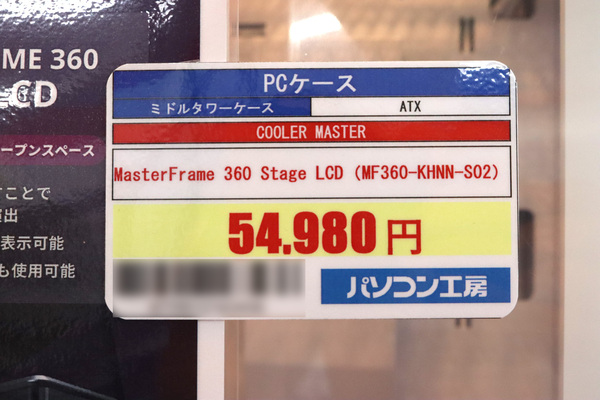 ME 360
CD
ープンスペース
すことで
演出
表示可能
も使用可能
PCケース
ミドルタワーケース
ATX
COOLER MASTER
MasterFrame 360 Stage LCD (MF360-KHNN-S02)
54,980円
パソコン工房